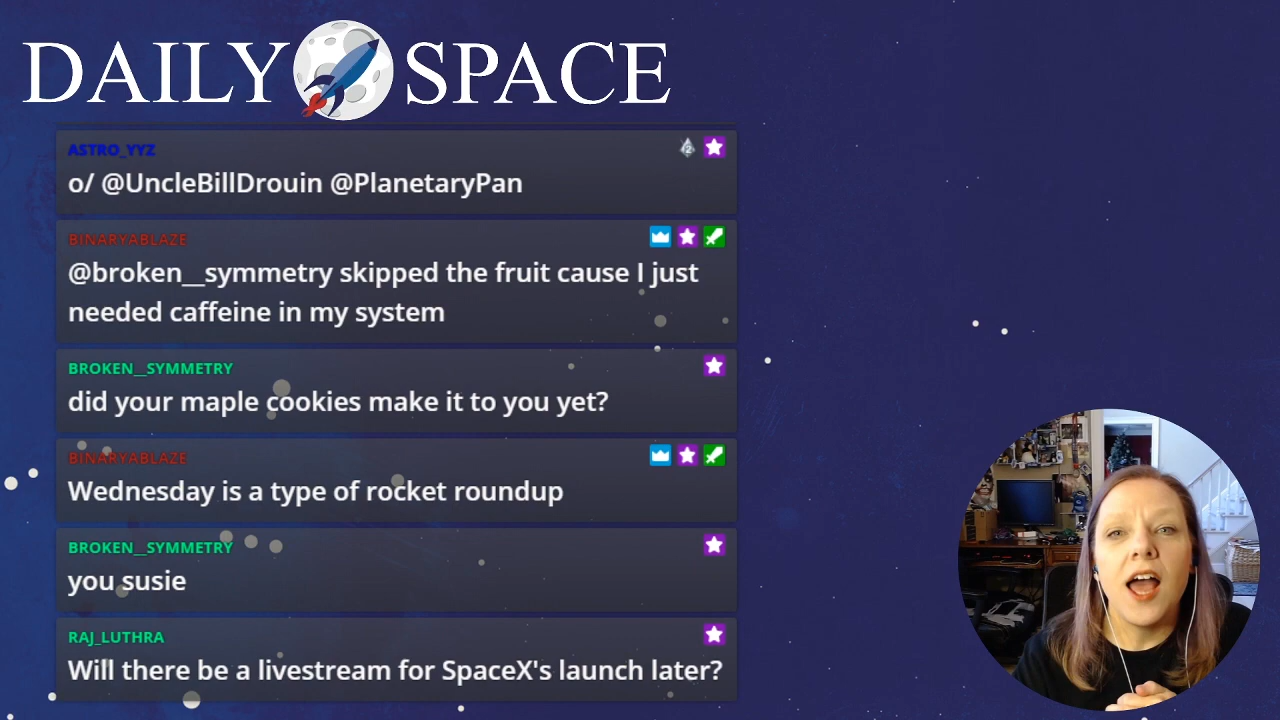 DAILY SPACE
ASTRO_YYZ
o/ @UncleBillDrouin @PlanetaryPan
BINARYABLAZE
@broken__symmetry skipped the fruit cause I just
needed caffeine in my system
BROKEN__SYMMETRY
did your maple cookies make it to you yet?
BINARYABLAZE
Wednesday is a type of rocket roundup
BROKEN__SYMMETRY
you susie
RAJ_LUTHRA
Will there be a livestream for SpaceX's launch later?